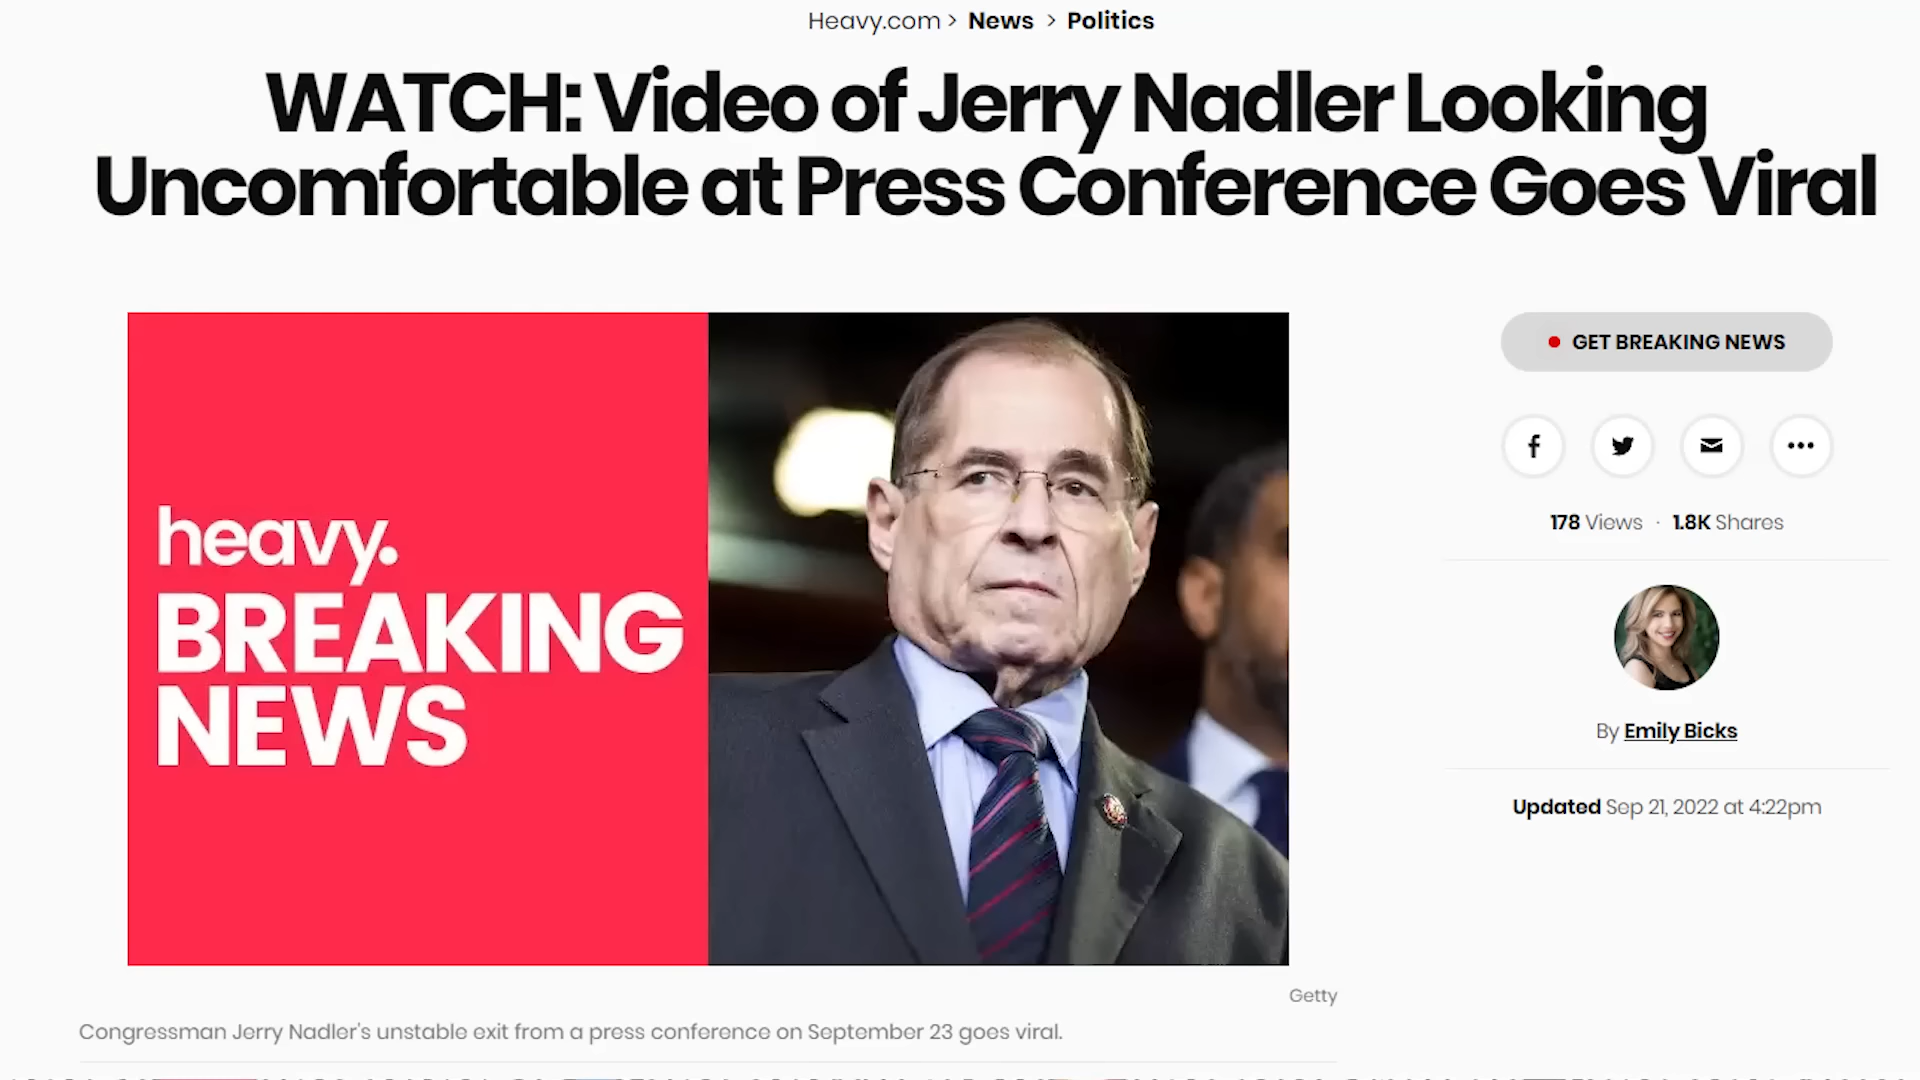 Heavy.com > News > Politics
WATCH: Video of Jerry Nadler Looking
Uncomfortable at Press Conference Goes Viral
heavy.
BREAKING
NEWS
GET BREAKING NEWS
178 Views · 1.8K Shares
By Emily Bicks
Updated Sep 21, 2022 at 4:22pm
Getty
Congressman Jerry Nadler's unstable exit from a press conference on September 23 goes viral.